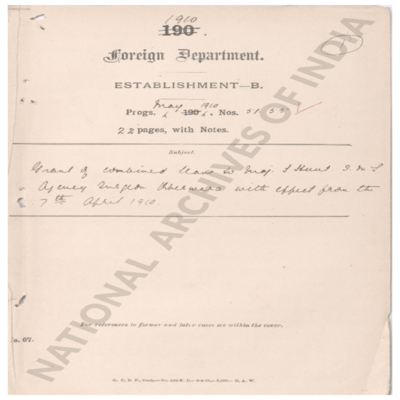 1910
190 .
Foreign Department.
ESTABLISHMENT—B.
May 1910
Progs. 190 , Nos. 51
22 pages, with Notes.
Subject.
Grant of combined leave to Maj. S Hunt I.M.S
Agency Surgeon with effect from the
7th April 1910.
For references to former and later cases see within the cover.
NATIONAL ARCHIVES OF INDIA